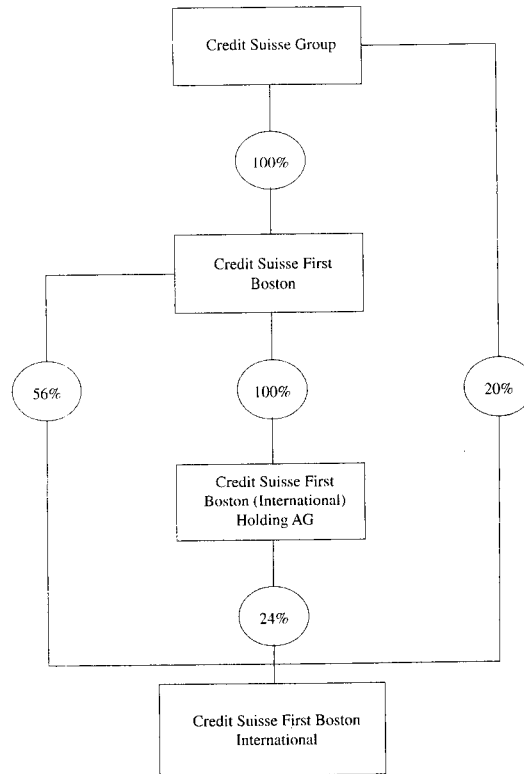 Credit Suisse Group
100%
Credit Suisse First
Boston
56%
100%
20%
Credit Suisse First
Boston (International)
Holding AG
24%
Credit Suisse First Boston
International